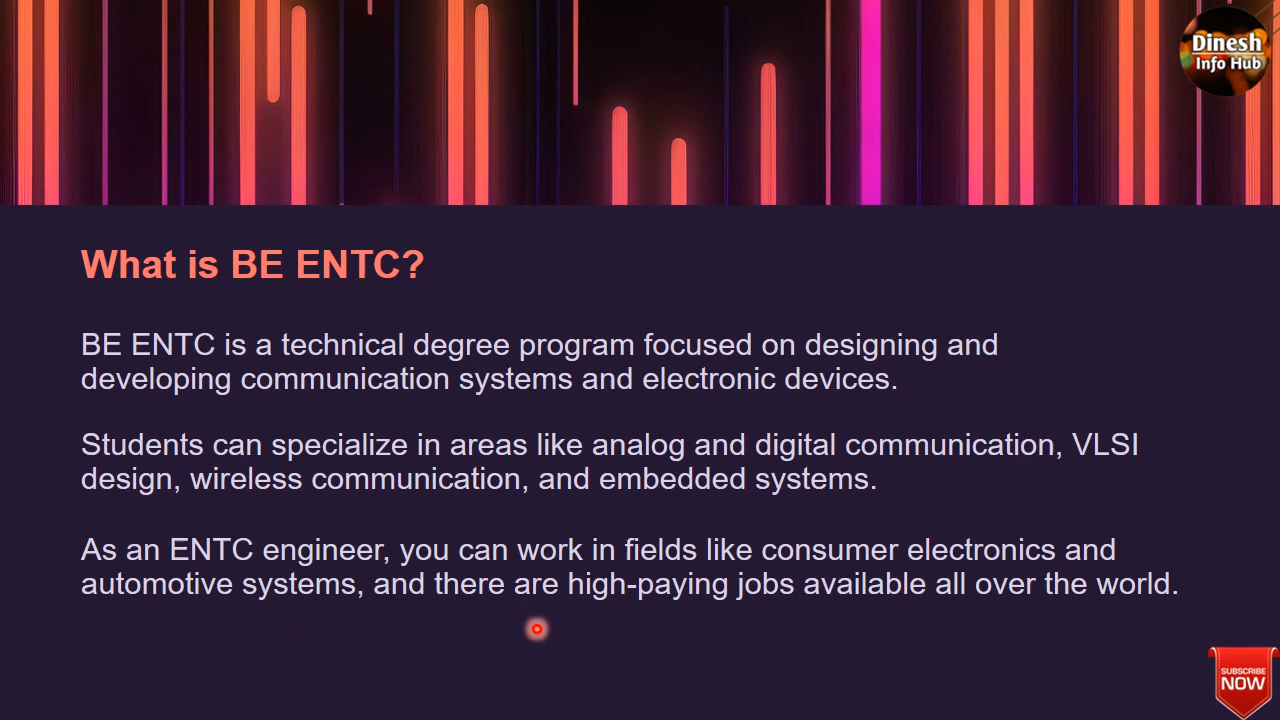 Dinesh
Info Hub
What is BE ENTC?
BE ENTC is a technical degree program focused on designing and
developing communication systems and electronic devices.
Students can specialize in areas like analog and digital communication, VLSI
design, wireless communication, and embedded systems.
As an ENTC engineer, you can work in fields like consumer electronics and
automotive systems, and there are high-paying jobs available all over the world.
SUBSCRIBE
NOW